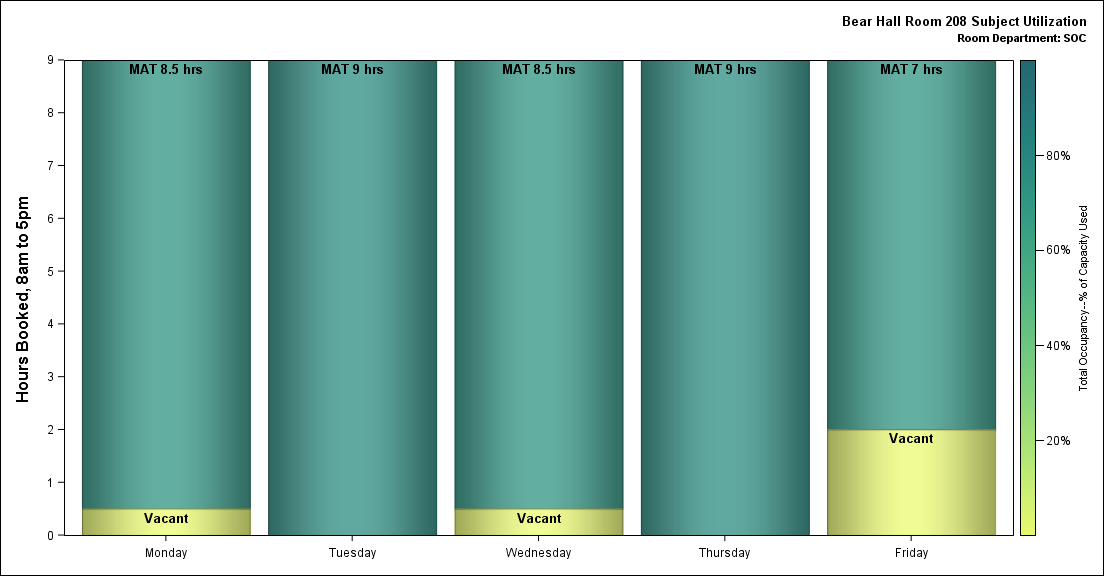 Bear Hall Room 208 Subject Utilization
Room Department: SOC
Hours Booked, 8am to 5pm
9
8
7
6
5
4
3
2
1
0
MAT 8.5 hrs
MAT 9 hrs
MAT 8.5 hrs
MAT 9 hrs
MAT 7 hrs
Vacant
Vacant
Vacant
Monday
Tuesday
Wednesday
Thursday
Friday
80%
60%
40%
20%
Total Occupancy--% of Capacity Used